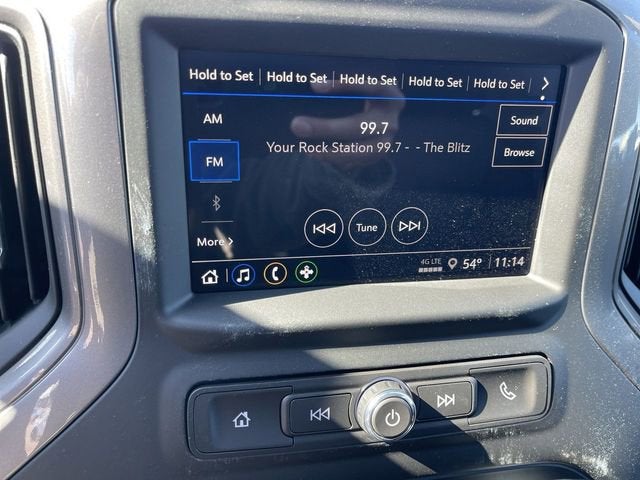 Hold to Set Hold to Set Hold to Set Hold to Set Hold to Set
AM
99.7
Sound
FM
Your Rock Station 99.7 - - The Blitz
Browse
Tune
More
4G LTE 54° 11:14